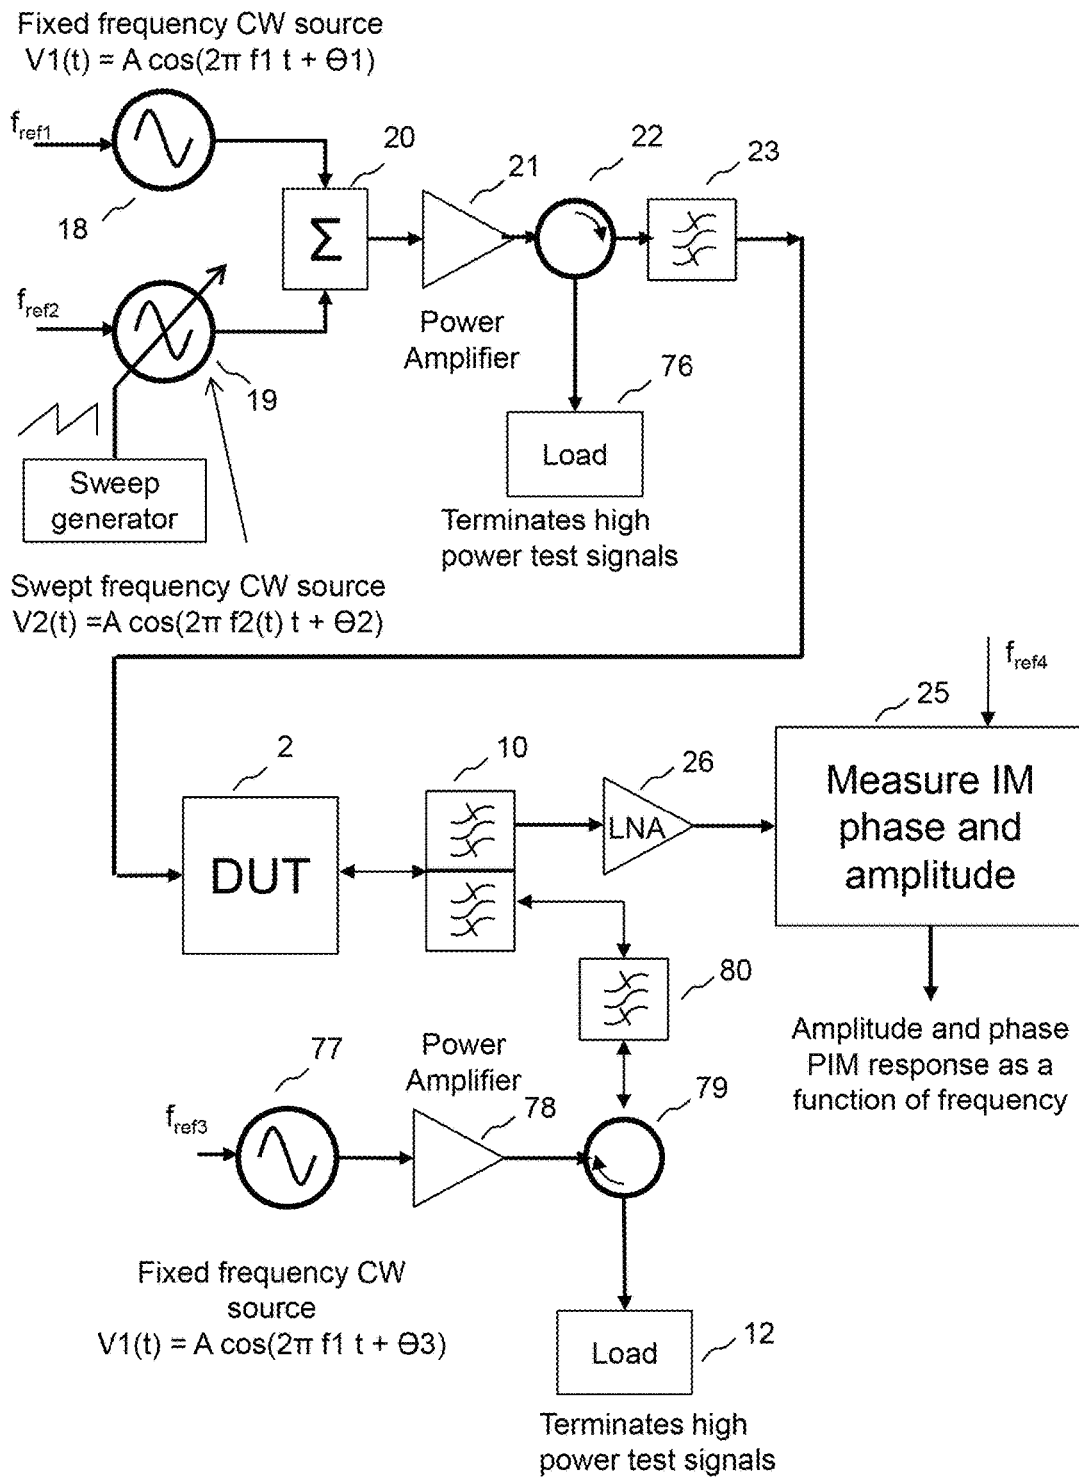 Fixed frequency CW source
V1(t) = A cos(2π f1 t + Θ1)
fref1
18
20
Σ
21
22
23
fref2
19
Power
Amplifier
76
Load
Sweep
generator
Terminates high
power test signals
Swept frequency CW source
V2(t) =A cos(2π f2(t) t + Θ2)
fref4
25
2
10
26
DUT
LNA
Measure IM
phase and
amplitude
80
Amplitude and phase
PIM response as a
function of frequency
77
Power
Amplifier
78
79
fref3
Fixed frequency CW
source
V1(t) = A cos(2π f1 t + Θ3)
12
Load
Terminates high
power test signals